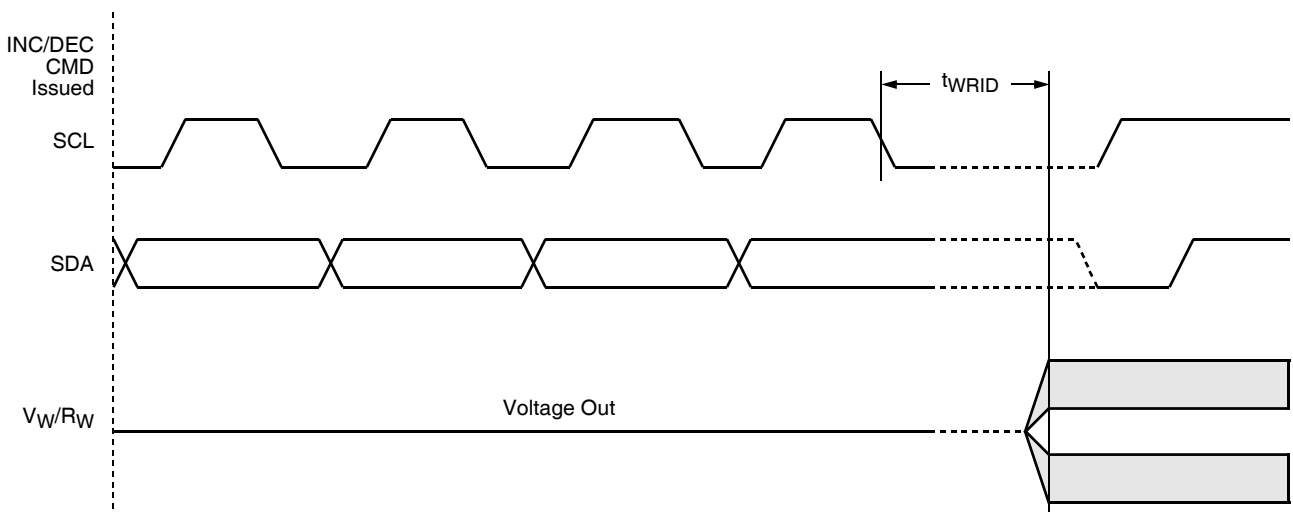 INC/DEC
CMD
Issued
tWRID
SCL
SDA
Voltage Out
VW/RW